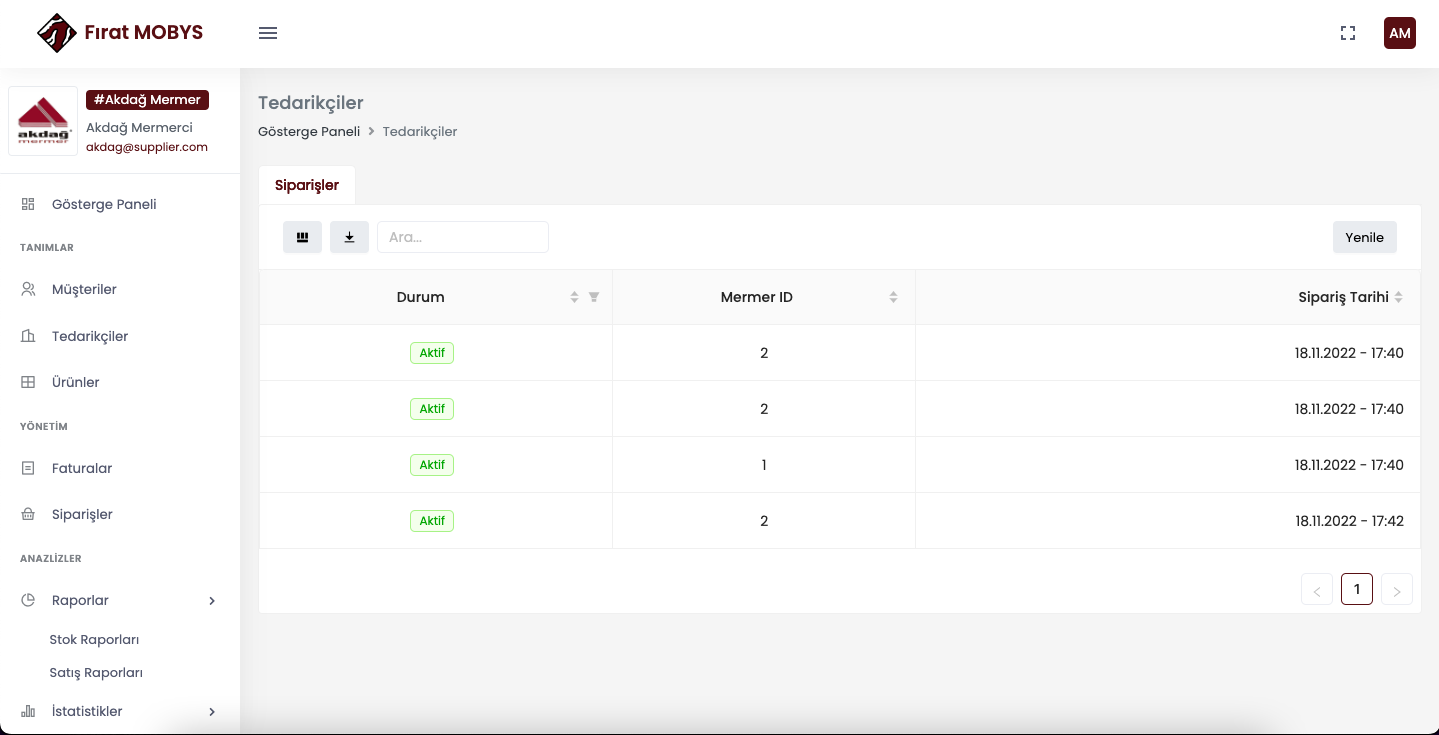 Fırat MOBYS
AM
#Akdağ Mermer
Akdağ Mermerci
akdag@supplier.com
akdağ
mermer
Gösterge Paneli
TANIMLAR
Müşteriler
Tedarikçiler
Ürünler
YÖNETİM
Faturalar
Siparişler
ANAZLİZLER
Raporlar
Stok Raporları
Satış Raporları
İstatistikler
Tedarikçiler
Gösterge Paneli > Tedarikçiler
Siparişler
Ara...
Yenile
Durum Mermer ID Sipariş Tarihi
Aktif 2 18.11.2022 - 17:40
Aktif 2 18.11.2022 - 17:40
Aktif 1 18.11.2022 - 17:40
Aktif 2 18.11.2022 - 17:42
< 1 >